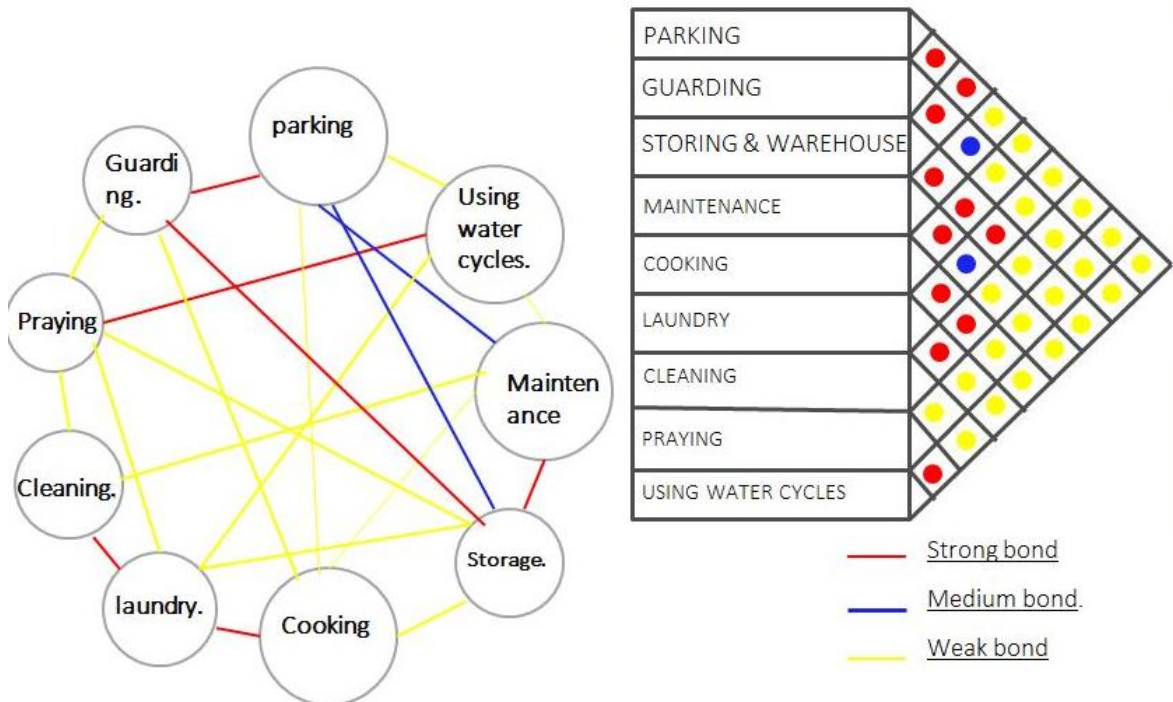 parking
Guardi
ng.
Using
water
cycles.
Praying
Mainten
ance
Cleaning.
Storage.
laundry.
Cooking
PARKING
GUARDING
STORING & WAREHOUSE
MAINTENANCE
COOKING
LAUNDRY
CLEANING
PRAYING
USING WATER CYCLES
Strong bond
Medium bond.
Weak bond